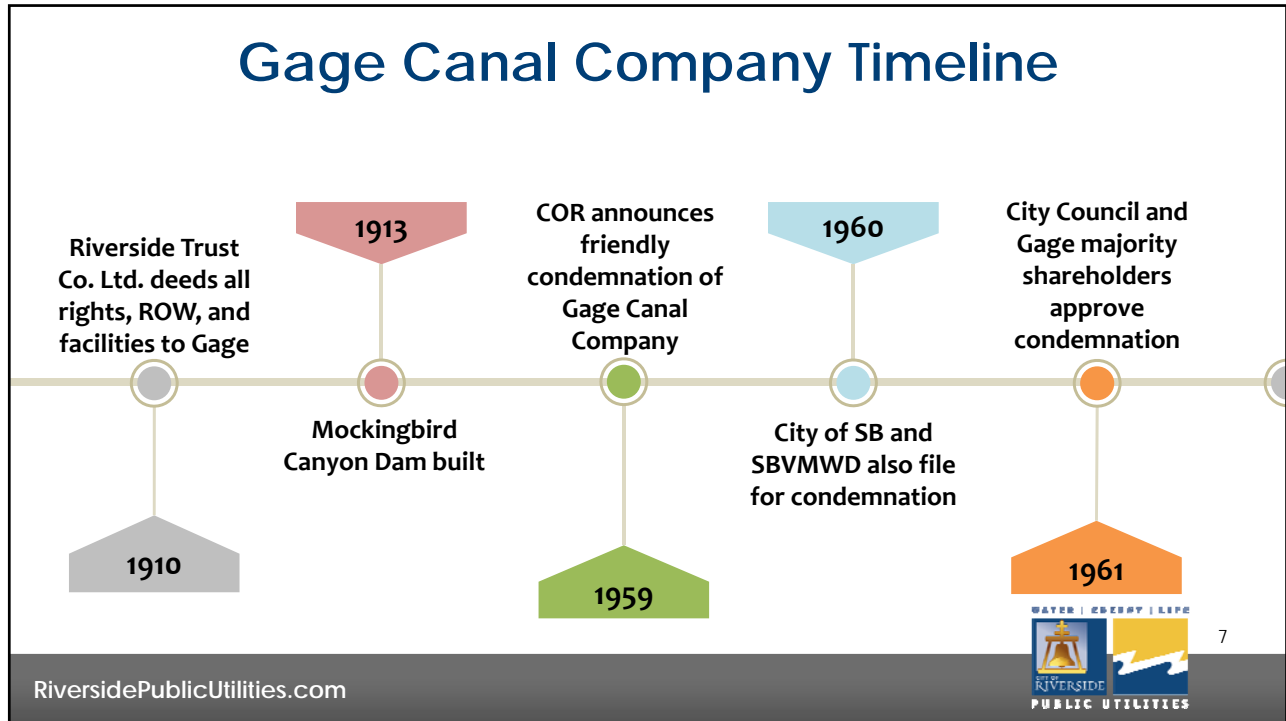 Gage Canal Company Timeline
Riverside Trust
Co. Ltd. deeds all
rights, ROW, and
facilities to Gage
1910
1913
Mockingbird
Canyon Dam built
COR announces
friendly
condemnation of
Gage Canal
Company
1959
1960
City of SB and
SBVMWD also file
for condemnation
City Council and
Gage majority
shareholders
approve
condemnation
1961
WATER | ENERGY | LIFE
CITY OF
RIVERSIDE
PUBLIC UTILITIES
7
RiversidePublicUtilities.com